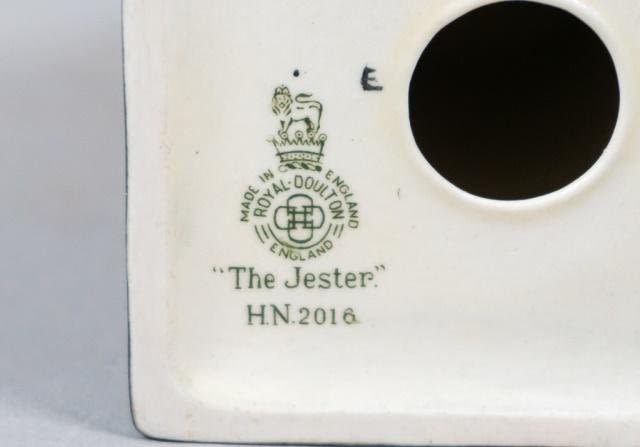 E
MADE IN ENGLAND
ROYAL·DOULTON
ENGLAND
"The Jester."
H.N.2016